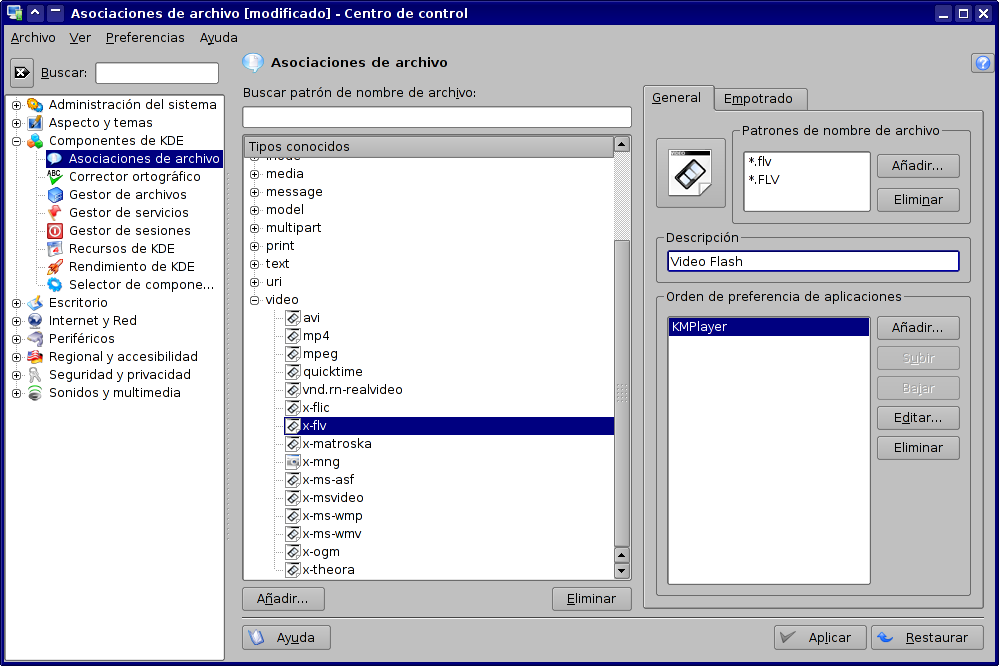 Asociaciones de archivo [modificado] - Centro de control
Archivo Ver Preferencias Ayuda
Buscar:
Administración del sistema
Aspecto y temas
Componentes de KDE
Asociaciones de archivo
Corrector ortográfico
Gestor de archivos
Gestor de servicios
Gestor de sesiones
Recursos de KDE
Rendimiento de KDE
Selector de compone...
Escritorio
Internet y Red
Periféricos
Regional y accesibilidad
Seguridad y privacidad
Sonidos y multimedia
Asociaciones de archivo
Buscar patrón de nombre de archivo:
Tipos conocidos
inode
media
message
model
multipart
print
text
uri
video
avi
mp4
mpeg
quicktime
vnd.rn-realvideo
x-flic
x-flv
x-matroska
x-mng
x-ms-asf
x-msvideo
x-ms-wmp
x-ms-wmv
x-ogm
x-theora
Añadir... Eliminar
General Empotrado
Patrones de nombre de archivo
*.flv
*.FLV
Añadir...
Eliminar
Descripción
Video Flash
Orden de preferencia de aplicaciones
KMPlayer
Añadir...
Subir
Bajar
Editar...
Eliminar
Ayuda Aplicar Restaurar